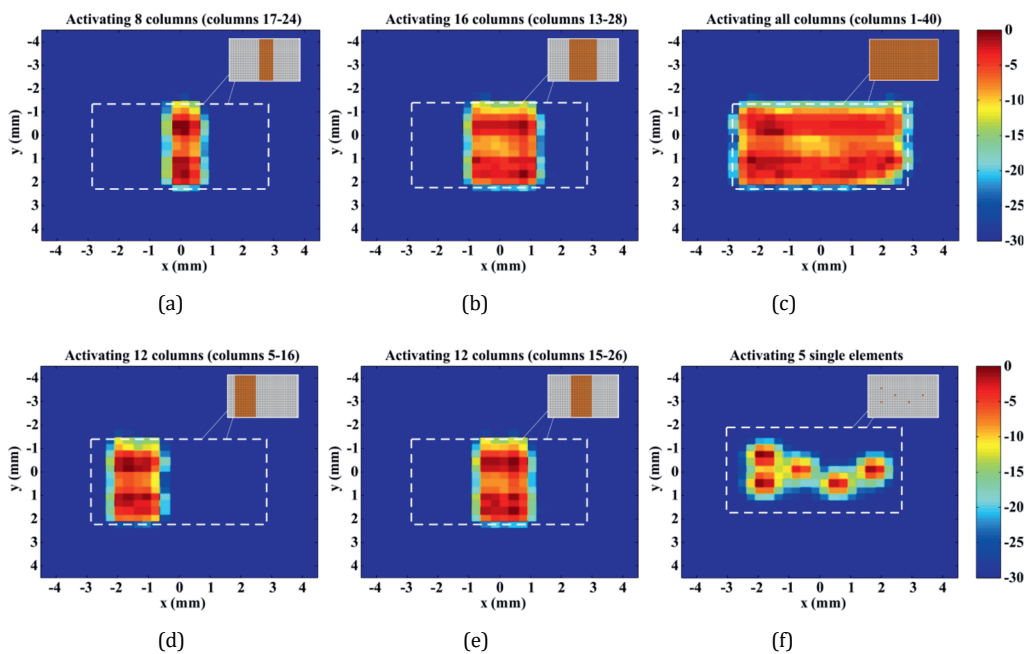 Activating 8 columns (columns 17-24)
Activating 16 columns (columns 13-28)
Activating all columns (columns 1-40)
-4
-3
-2
-1
0
1
2
3
4
y (mm)
-4 -3 -2 -1 0 1 2 3 4
x (mm)
-4
-3
-2
-1
0
1
2
3
4
y (mm)
-4 -3 -2 -1 0 1 2 3 4
x (mm)
-4
-3
-2
-1
0
1
2
3
4
y (mm)
-4 -3 -2 -1 0 1 2 3 4
x (mm)
0
-5
-10
-15
-20
-25
-30
(a)
(b)
(c)
Activating 12 columns (columns 5-16)
Activating 12 columns (columns 15-26)
Activating 5 single elements
-4
-3
-2
-1
0
1
2
3
4
y (mm)
-4 -3 -2 -1 0 1 2 3 4
x (mm)
-4
-3
-2
-1
0
1
2
3
4
y (mm)
-4 -3 -2 -1 0 1 2 3 4
x (mm)
-4
-3
-2
-1
0
1
2
3
4
y (mm)
-4 -3 -2 -1 0 1 2 3 4
x (mm)
0
-5
-10
-15
-20
-25
-30
(d)
(e)
(f)